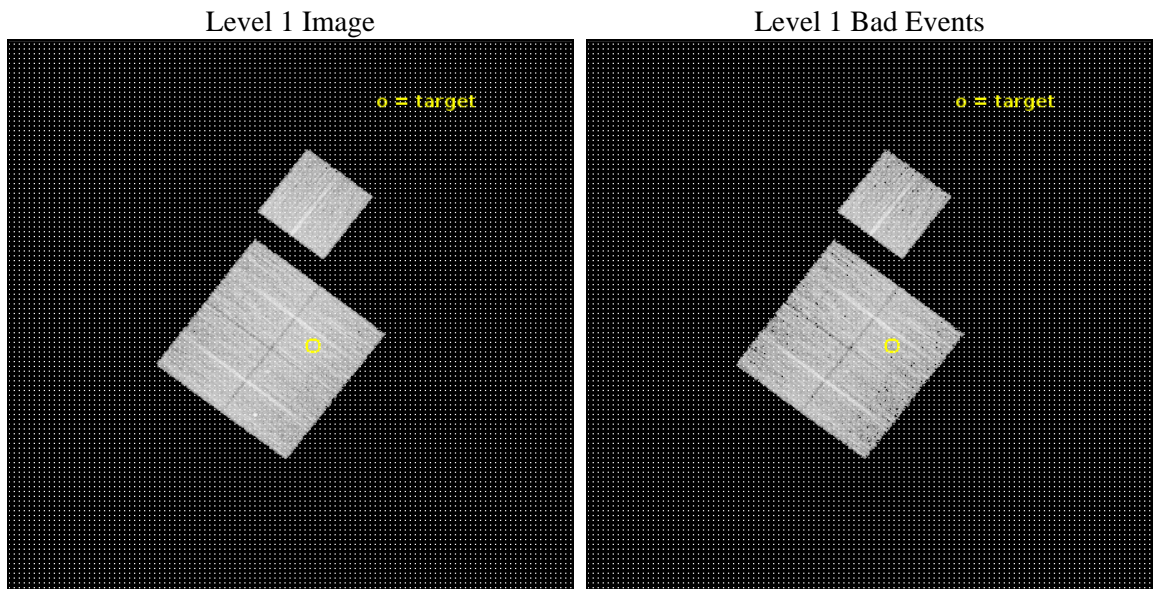 Level 1 Image
Level 1 Bad Events
o = target
o = target